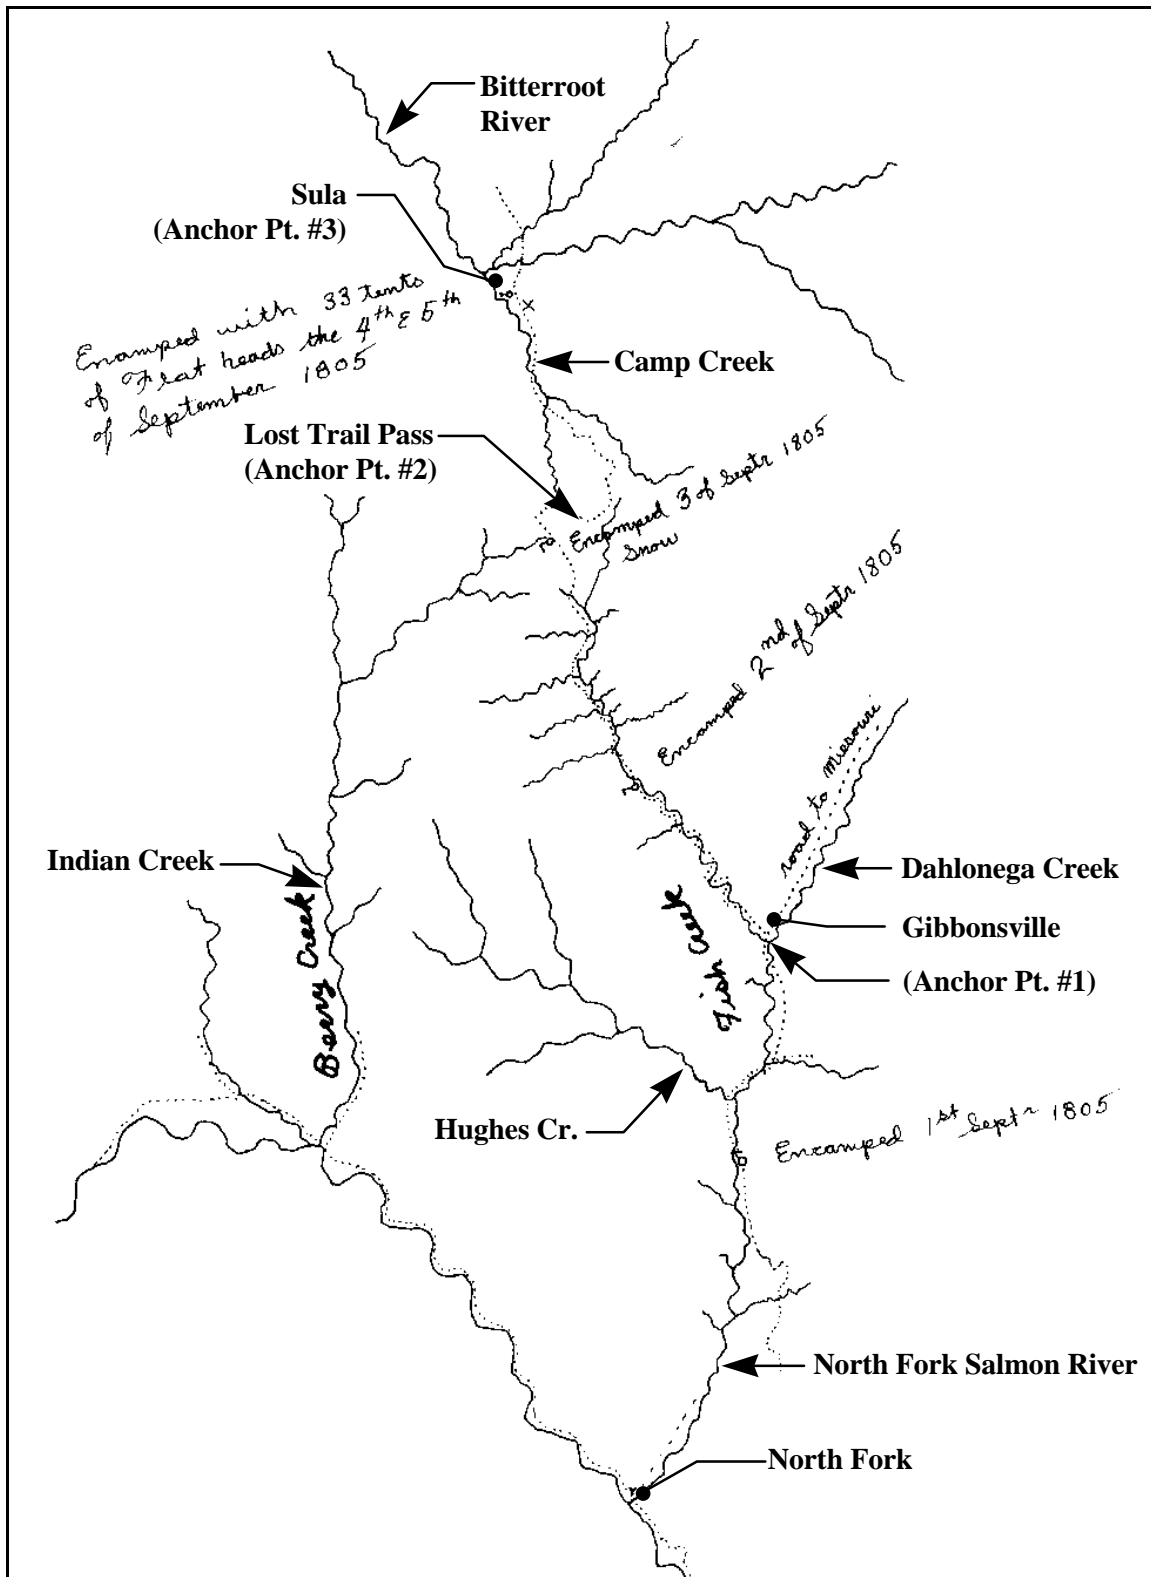 Bitterroot
River
Sula
(Anchor Pt. #3)
Enamped with 33 tents
of Flat heads the 4th & 5th
of September 1805
Camp Creek
Lost Trail Pass
(Anchor Pt. #2)
Encamped 3 of Septr 1805
Snow
Encamped 2nd of Septr 1805
road to missouri
Indian Creek
Berry Creek
Fish Creek
Dahlonega Creek
Gibbonsville
(Anchor Pt. #1)
Hughes Cr.
Encamped 1st Septr 1805
North Fork Salmon River
North Fork